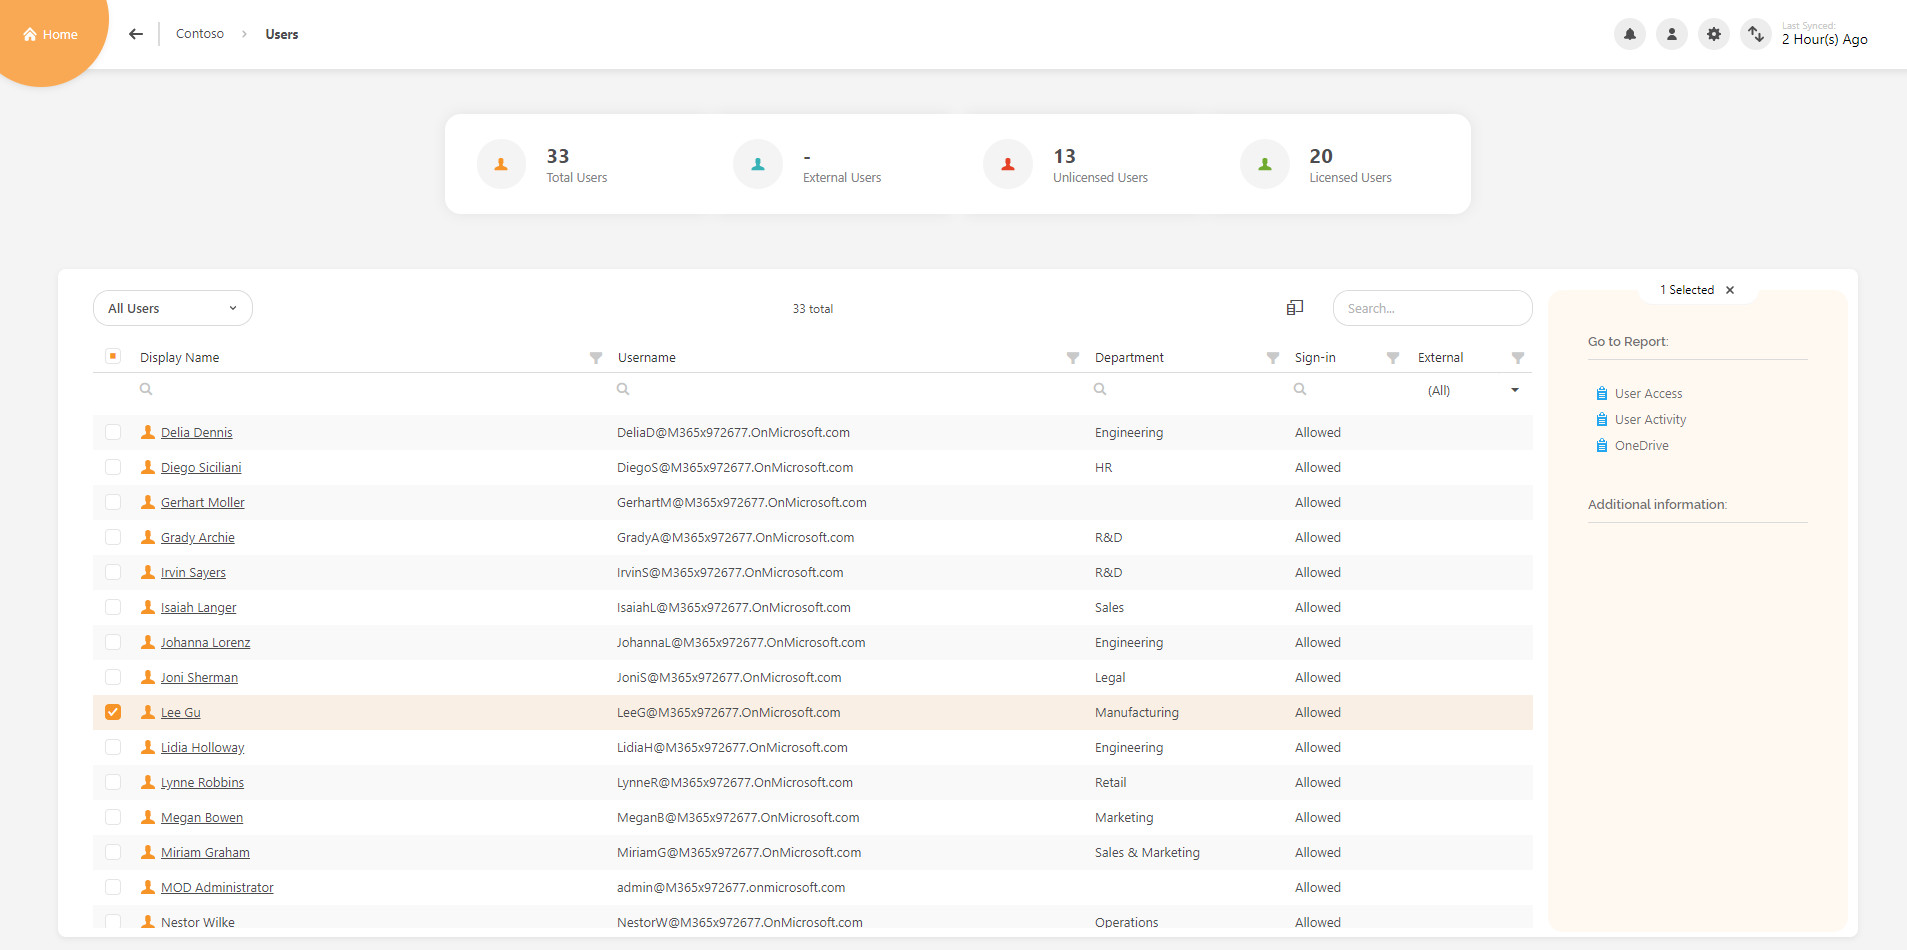 Home
Contoso > Users
Last Synced:
2 Hour(s) Ago
33
Total Users
-
External Users
13
Unlicensed Users
20
Licensed Users
All Users
33 total
Search...
1 Selected ×
Display Name Username Department Sign-in External
(All)
Delia Dennis DeliaD@M365x972677.OnMicrosoft.com Engineering Allowed
Diego Siciliani DiegoS@M365x972677.OnMicrosoft.com HR Allowed
Gerhart Moller GerhartM@M365x972677.OnMicrosoft.com Allowed
Grady Archie GradyA@M365x972677.OnMicrosoft.com R&D Allowed
Irvin Sayers IrvinS@M365x972677.OnMicrosoft.com R&D Allowed
Isaiah Langer IsaiahL@M365x972677.OnMicrosoft.com Sales Allowed
Johanna Lorenz JohannaL@M365x972677.OnMicrosoft.com Engineering Allowed
Joni Sherman JoniS@M365x972677.OnMicrosoft.com Legal Allowed
Lee Gu LeeG@M365x972677.OnMicrosoft.com Manufacturing Allowed
Lidia Holloway LidiaH@M365x972677.OnMicrosoft.com Engineering Allowed
Lynne Robbins LynneR@M365x972677.OnMicrosoft.com Retail Allowed
Megan Bowen MeganB@M365x972677.OnMicrosoft.com Marketing Allowed
Miriam Graham MiriamG@M365x972677.OnMicrosoft.com Sales & Marketing Allowed
MOD Administrator admin@M365x972677.onmicrosoft.com Allowed
Nestor Wilke NestorW@M365x972677.OnMicrosoft.com Operations Allowed
Go to Report:
User Access
User Activity
OneDrive
Additional information: